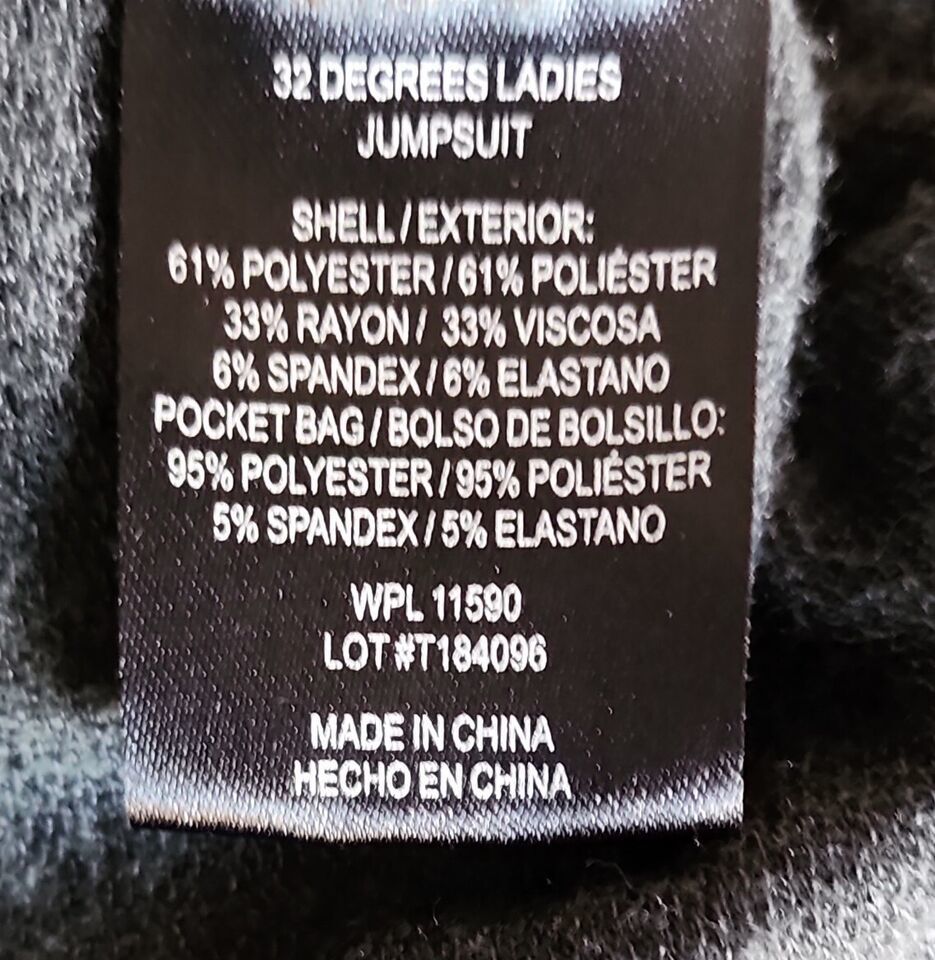 32 DEGREES LADIES
JUMPSUIT
SHELL / EXTERIOR:
61% POLYESTER / 61% POLIÉSTER
33% RAYON / 33% VISCOSA
6% SPANDEX / 6% ELASTANO
POCKET BAG / BOLSO DE BOLSILLO:
95% POLYESTER / 95% POLIÉSTER
5% SPANDEX / 5% ELASTANO
WPL 11590
LOT #T184096
MADE IN CHINA
HECHO EN CHINA